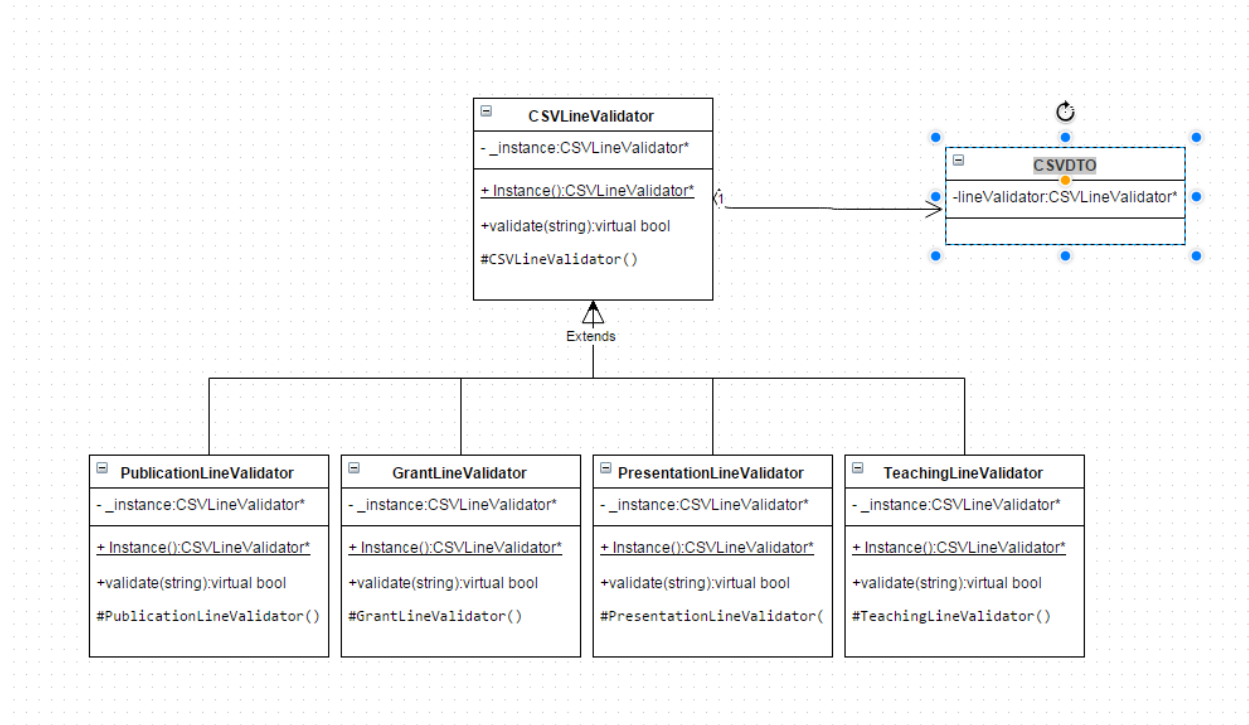 CSVLineValidator
- _instance:CSVLineValidator*
+ Instance():CSVLineValidator*
+validate(string):virtual bool
#CSVLineValidator()
1
CSVDTO
-lineValidator:CSVLineValidator*
Extends
PublicationLineValidator
- _instance:CSVLineValidator*
+ Instance():CSVLineValidator*
+validate(string):virtual bool
#PublicationLineValidator()
GrantLineValidator
- _instance:CSVLineValidator*
+ Instance():CSVLineValidator*
+validate(string):virtual bool
#GrantLineValidator()
PresentationLineValidator
- _instance:CSVLineValidator*
+ Instance():CSVLineValidator*
+validate(string):virtual bool
#PresentationLineValidator(
TeachingLineValidator
- _instance:CSVLineValidator*
+ Instance():CSVLineValidator*
+validate(string):virtual bool
#TeachingLineValidator()